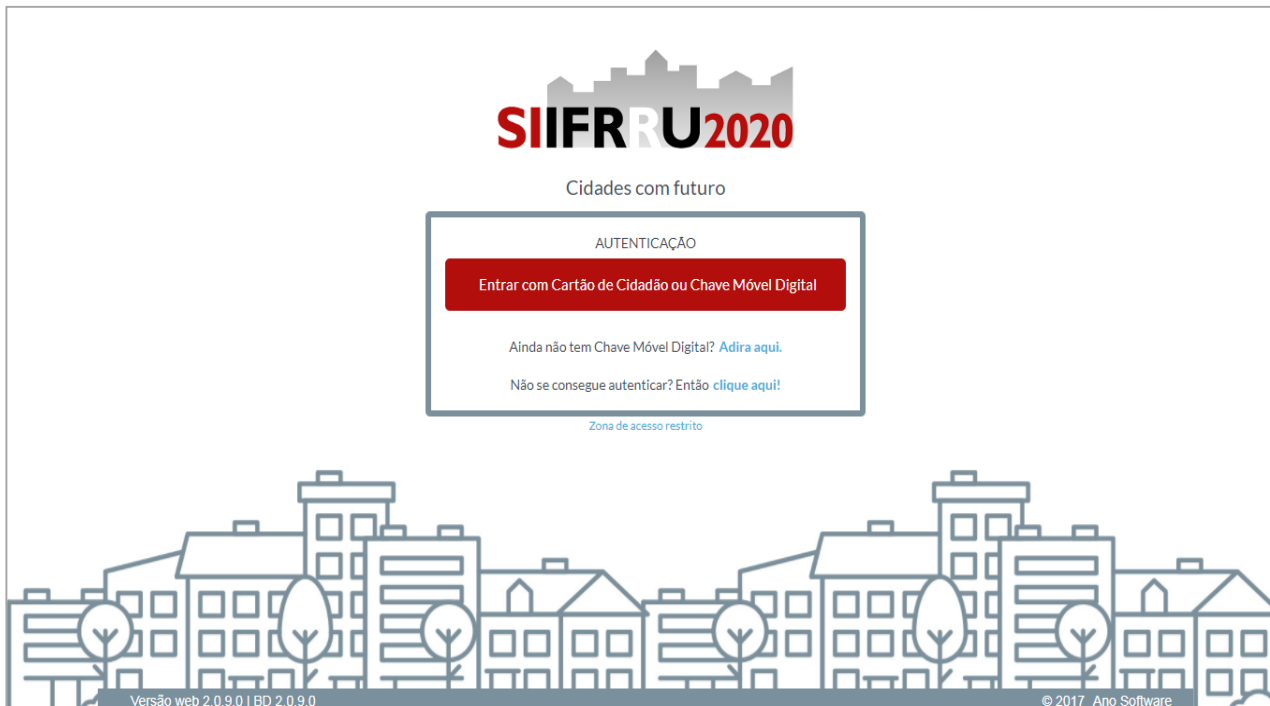 SIIFRRU2020
Cidades com futuro
AUTENTICAÇÃO
Entrar com Cartão de Cidadão ou Chave Móvel Digital
Ainda não tem Chave Móvel Digital? Adira aqui.
Não se consegue autenticar? Então clique aqui!
Zona de acesso restrito
Versão web 2.0.9.0 | BD 2.0.9.0 © 2017 Ano Software